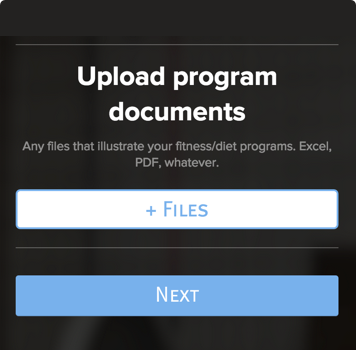 Upload program
documents
Any files that illustrate your fitness/diet programs. Excel,
PDF, whatever.
+ Files
Next